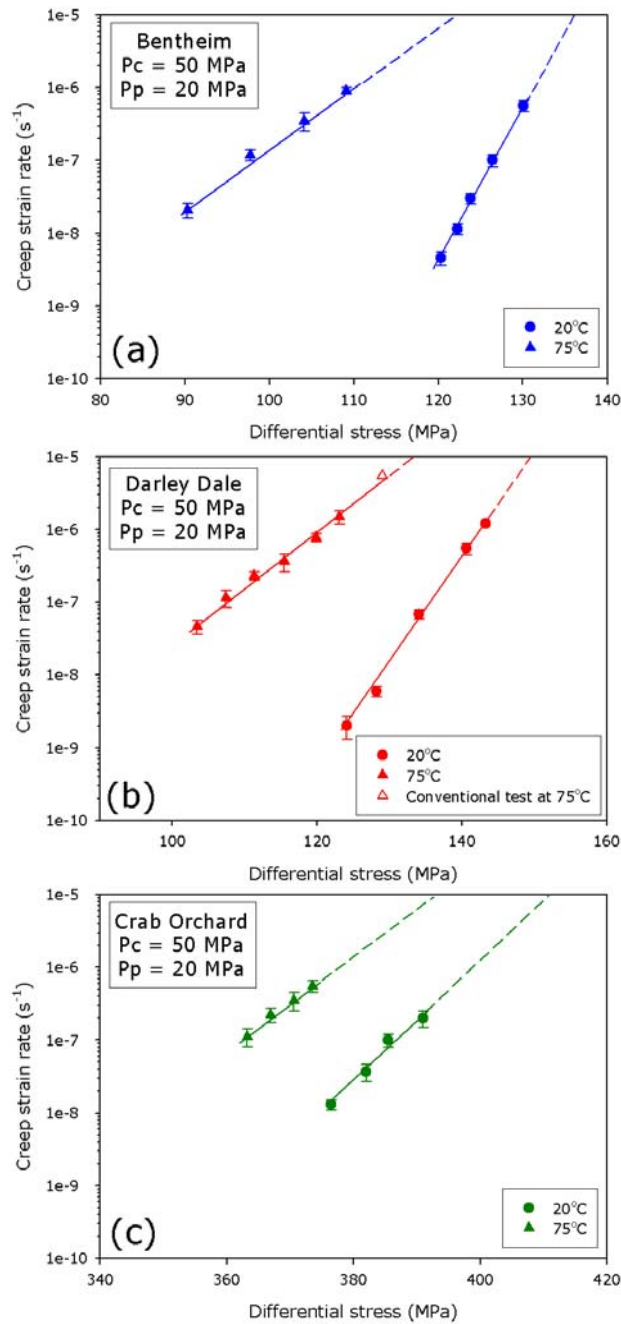 1e-5
Bentheim
Pc = 50 MPa
Pp = 20 MPa
1e-6
1e-7
1e-8
1e-9
1e-10
Creep strain rate (s⁻¹)
(a)
20°C
75°C
80 90 100 110 120 130 140
Differential stress (MPa)
1e-5
Darley Dale
Pc = 50 MPa
Pp = 20 MPa
1e-6
1e-7
1e-8
1e-9
1e-10
Creep strain rate (s⁻¹)
(b)
20°C
75°C
Conventional test at 75°C
100 120 140 160
Differential stress (MPa)
1e-5
Crab Orchard
Pc = 50 MPa
Pp = 20 MPa
1e-6
1e-7
1e-8
1e-9
1e-10
Creep strain rate (s⁻¹)
(c)
20°C
75°C
340 360 380 400 420
Differential stress (MPa)